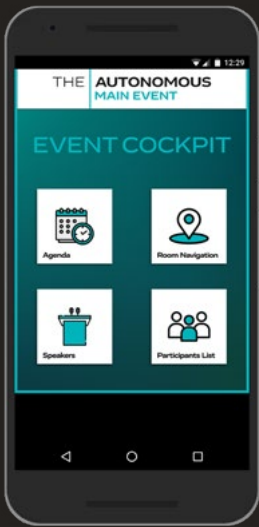 12:29
THE AUTONOMOUS
MAIN EVENT
EVENT COCKPIT
Agenda
Room Navigation
Speakers
Participants List